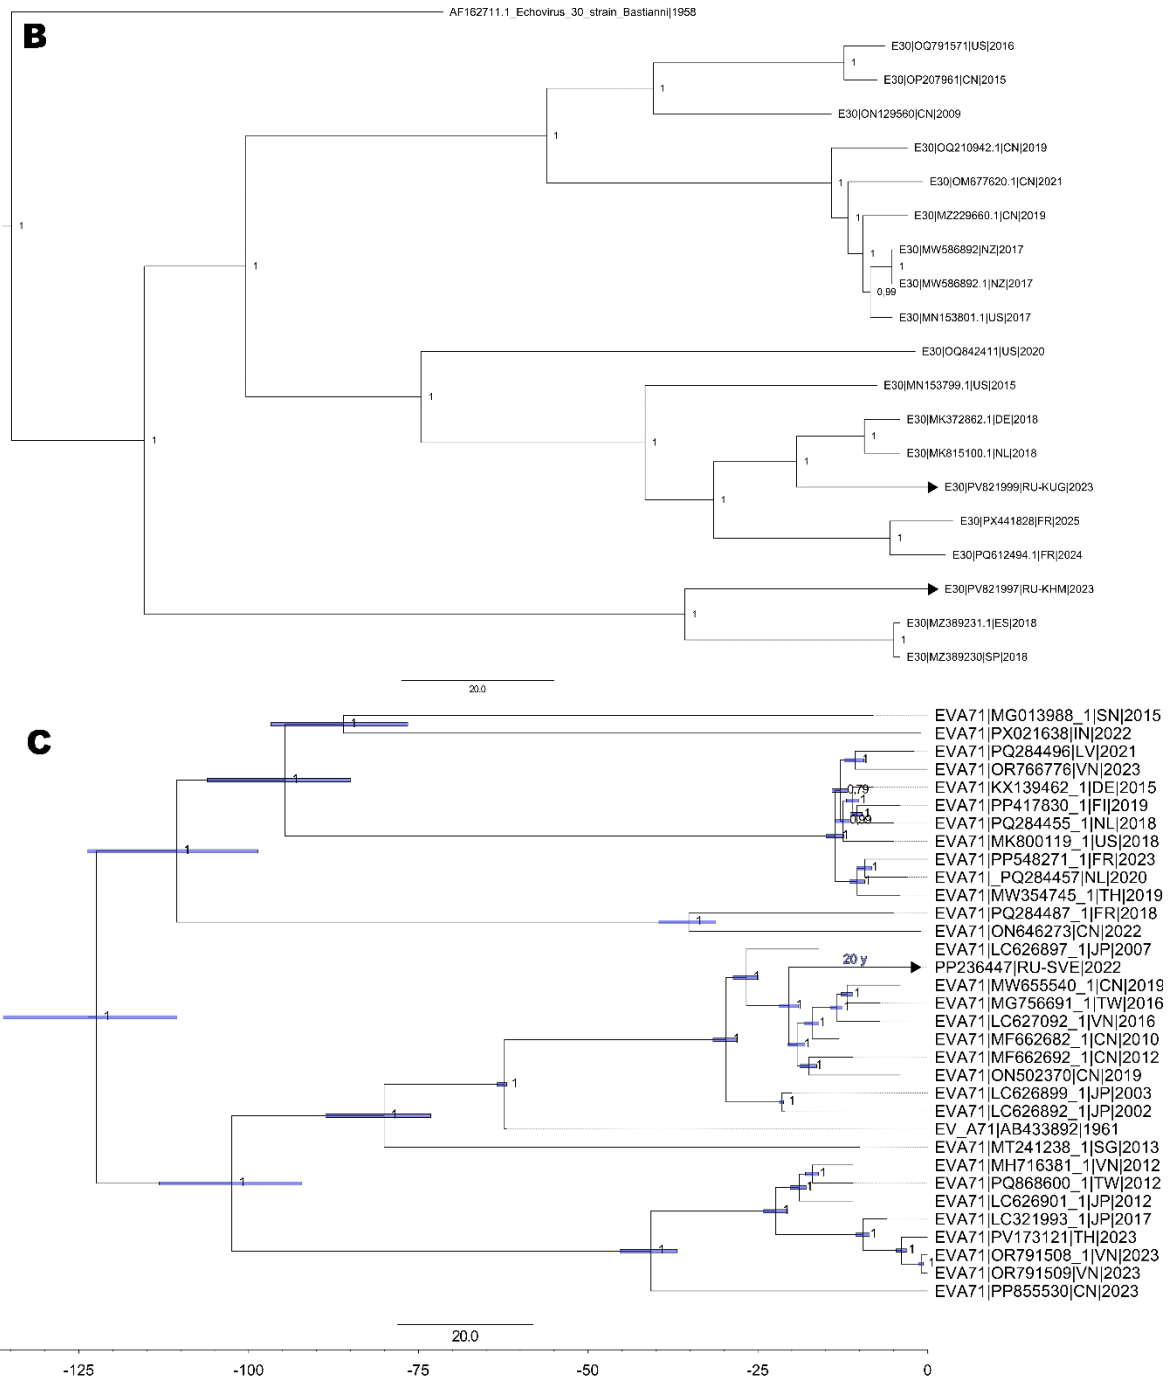 AF162711.1_Echovirus_30_strain_Bastianni|1958
B
E30|OQ791571|US|2016
1
E30|OP207961|CN|2015
1
E30|ON129560|CN|2009
1
E30|OQ210942.1|CN|2019
1
E30|OM677620.1|CN|2021
1
E30|MZ229660.1|CN|2019
1
E30|MW586892|NZ|2017
1
1
1
E30|MW586892.1|NZ|2017
0,99
E30|MN153801.1|US|2017
1
E30|OQ842411|US|2020
E30|MN153799.1|US|2015
1
E30|MK372862.1|DE|2018
1
1
1
E30|MK815100.1|NL|2018
1
E30|PV821999|RU-KUG|2023
1
E30|PX441828|FR|2025
1
E30|PQ612494.1|FR|2024
E30|PV821997|RU-KHM|2023
1
E30|MZ389231.1|ES|2018
1
E30|MZ389230|SP|2018
20.0
C
EVA71|MG013988_1|SN|2015
1
EVA71|PX021638|IN|2022
EVA71|PQ284496|LV|2021
1
EVA71|OR766776|VN|2023
1
EVA71|KX139462_1|DE|2015
0,79
1
EVA71|PP417830_1|FI|2019
1
EVA71|PQ284455_1|NL|2018
0,99
1
EVA71|MK800119_1|US|2018
1
EVA71|PP548271_1|FR|2023
1
EVA71|_PQ284457|NL|2020
1
EVA71|MW354745_1|TH|2019
EVA71|PQ284487_1|FR|2018
1
EVA71|ON646273|CN|2022
EVA71|LC626897_1|JP|2007
20 y
PP236447|RU-SVE|2022
1
EVA71|MW655540_1|CN|2019
1
EVA71|MG756691_1|TW|2016
1
1
EVA71|LC627092_1|VN|2016
1
1
EVA71|MF662682_1|CN|2010
1
1
EVA71|MF662692_1|CN|2012
1
EVA71|ON502370|CN|2019
1
EVA71|LC626899_1|JP|2003
1
EVA71|LC626892_1|JP|2002
1
EV_A71|AB433892|1961
EVA71|MT241238_1|SG|2013
EVA71|MH716381_1|VN|2012
1
1
EVA71|PQ868600_1|TW|2012
1
EVA71|LC626901_1|JP|2012
1
EVA71|LC321993_1|JP|2017
1
EVA71|PV173121|TH|2023
1
1
EVA71|OR791508_1|VN|2023
1
EVA71|OR791509|VN|2023
EVA71|PP855530|CN|2023
20.0
-125 -100 -75 -50 -25 0